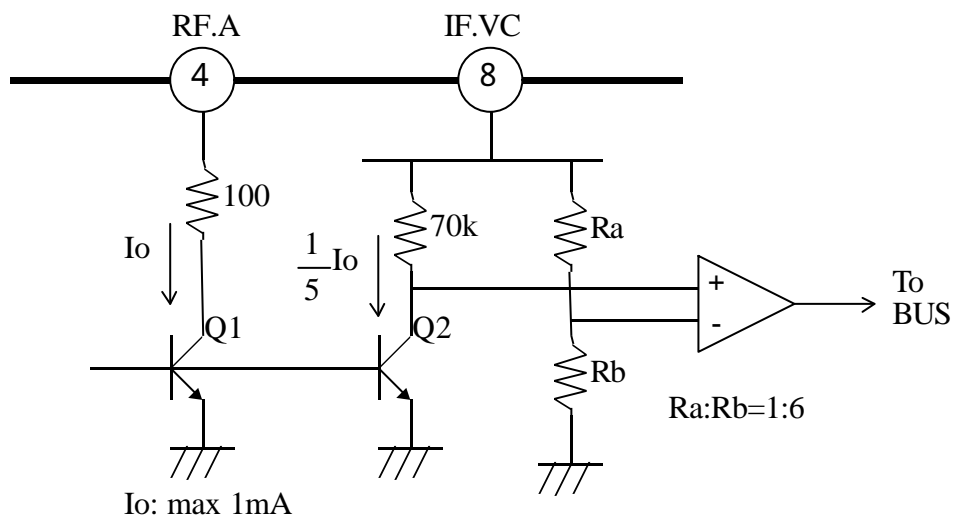 RF.A
IF.VC
4
8
100
70k
Ra
Io
1
5
Io
Q1
Q2
+
-
To
BUS
Rb
Ra:Rb=1:6
Io: max 1mA